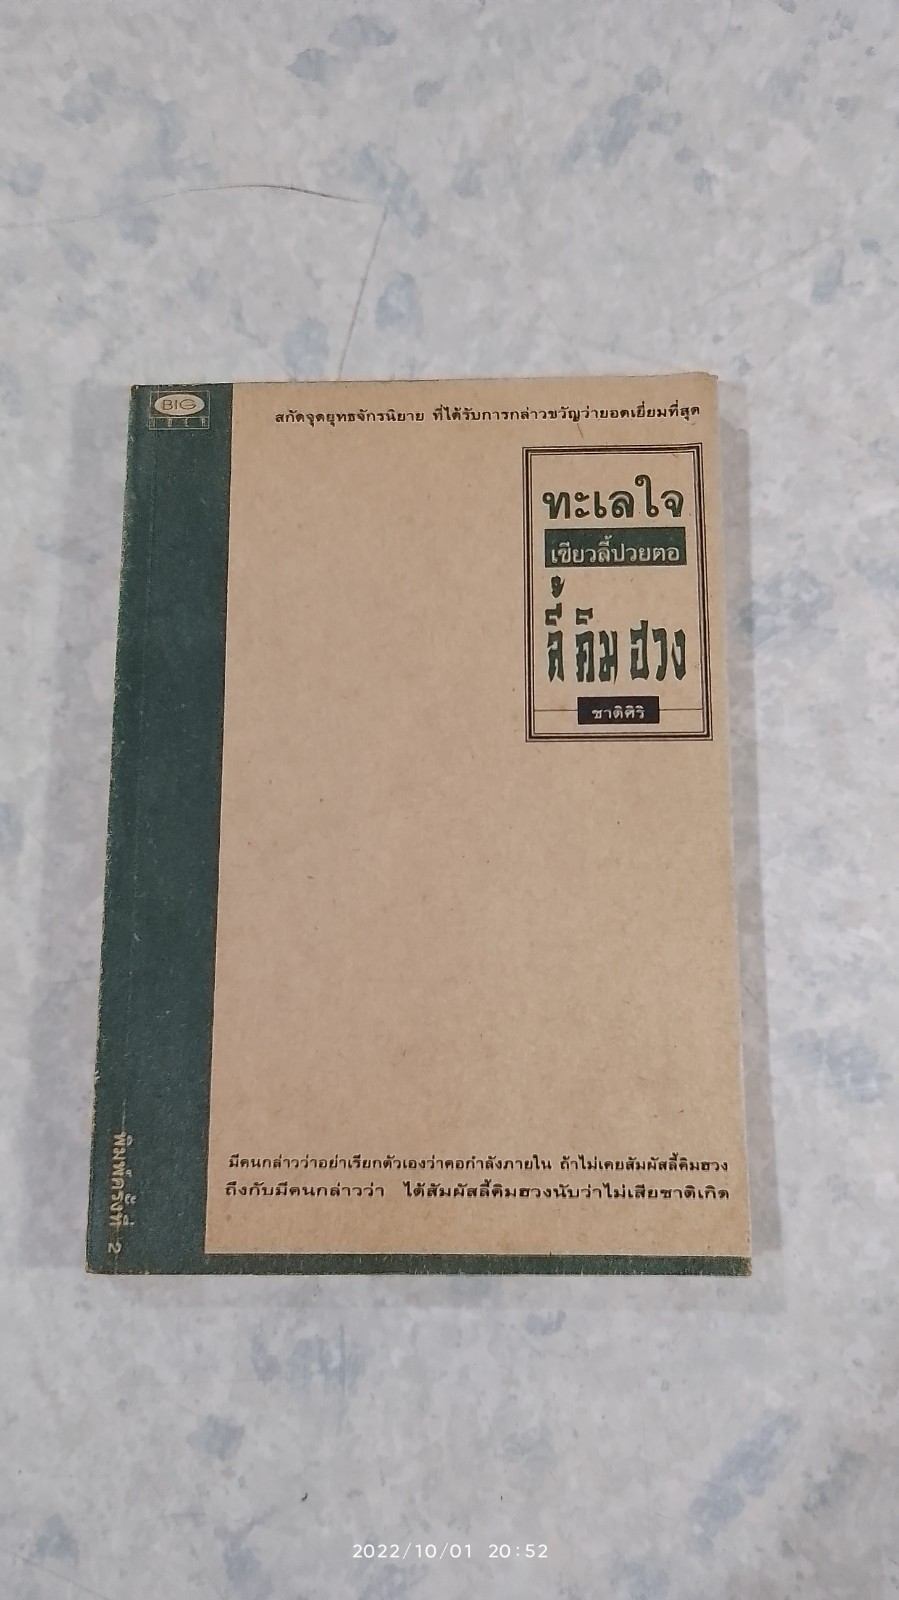 BIG
สกัดจุดยุทธจักรนิยาย ที่ได้รับการกล่าวขวัญว่ายอดเยี่ยมที่สุด
ทะเลใจ
เซียวลี้ปวยตอ
ลี้ คิม ฮวง
ชาติศิริ
มีคนกล่าวว่าอย่าเรียกตัวเองว่าคอกำลังภายใน ถ้าไม่เคยสัมผัสลี้คิมฮวง
ถึงกับมีคนกล่าวว่า ได้สัมผัสลี้คิมฮวงนับว่าไม่เสียชาติเกิด
พิมพ์ครั้งที่ 2
2022/10/01 20:52